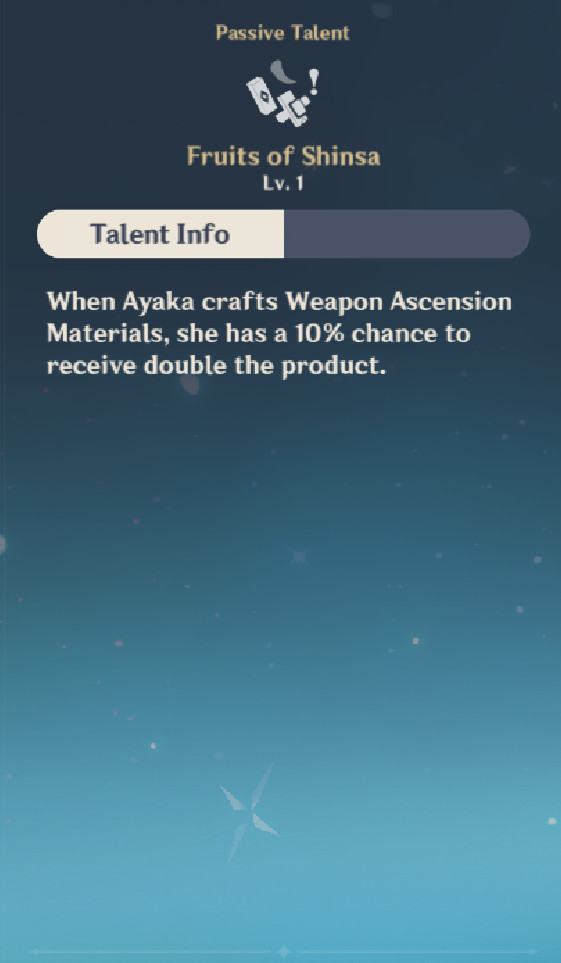 Passive Talent
Fruits of Shinsa
Lv. 1
Talent Info
When Ayaka crafts Weapon Ascension
Materials, she has a 10% chance to
receive double the product.